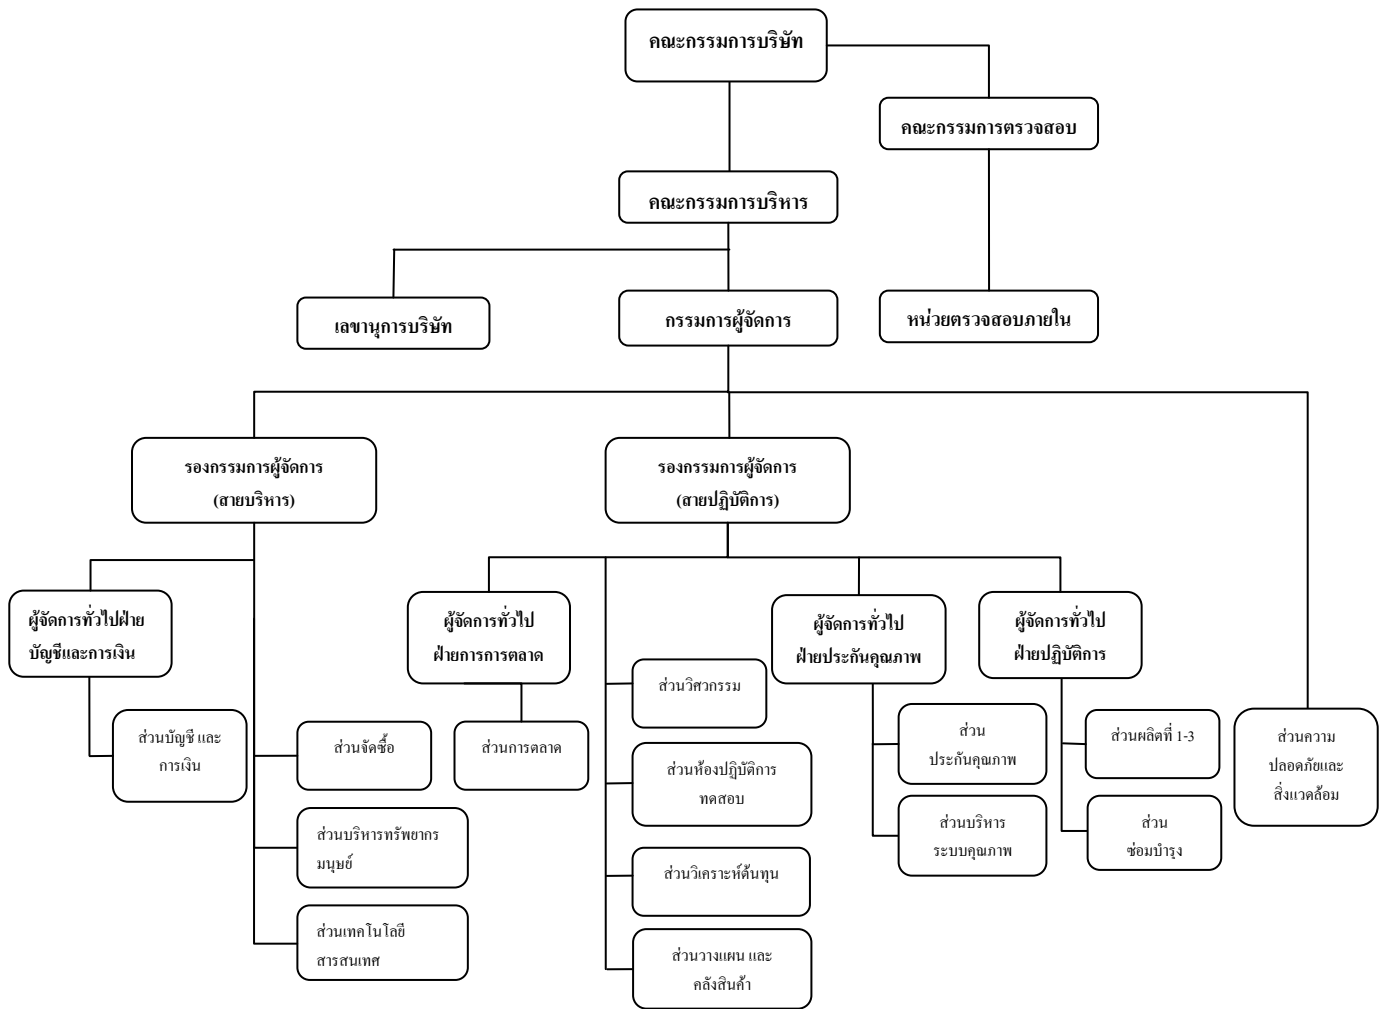 คณะกรรมการบริษัท
คณะกรรมการตรวจสอบ
คณะกรรมการบริหาร
เลขานุการบริษัท
กรรมการผู้จัดการ
หน่วยตรวจสอบภายใน
รองกรรมการผู้จัดการ
(สายบริหาร)
รองกรรมการผู้จัดการ
(สายปฏิบัติการ)
ผู้จัดการทั่วไปฝ่าย
บัญชีและการเงิน
ผู้จัดการทั่วไป
ฝ่ายการการตลาด
ผู้จัดการทั่วไป
ฝ่ายประกันคุณภาพ
ผู้จัดการทั่วไป
ฝ่ายปฏิบัติการ
ส่วนบัญชี และ
การเงิน
ส่วนจัดซื้อ
ส่วนบริหารทรัพยากร
มนุษย์
ส่วนเทคโนโลยี
สารสนเทศ
ส่วนการตลาด
ส่วนวิศวกรรม
ส่วนห้องปฏิบัติการ
ทดสอบ
ส่วนวิเคราะห์ต้นทุน
ส่วนวางแผน และ
คลังสินค้า
ส่วน
ประกันคุณภาพ
ส่วนบริหาร
ระบบคุณภาพ
ส่วนผลิตที่ 1-3
ส่วน
ซ่อมบำรุง
ส่วนความ
ปลอดภัยและ
สิ่งแวดล้อม